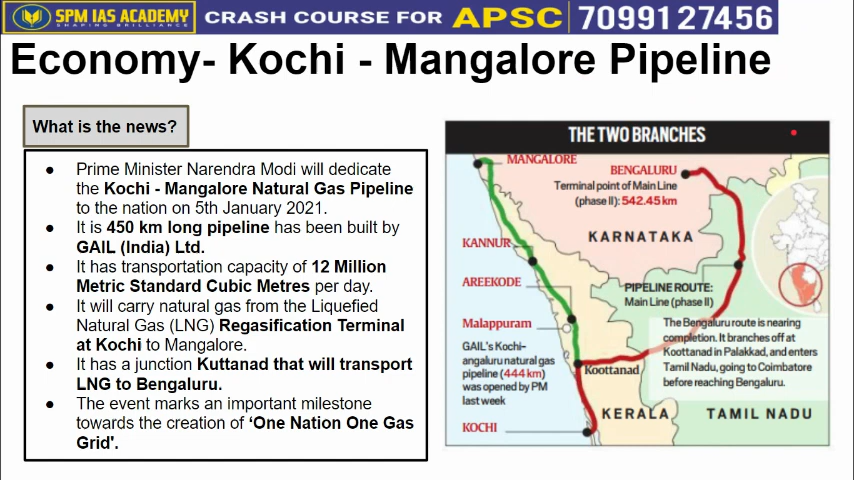 SPM IAS ACADEMY
SHAPING BRILLIANCE
CRASH COURSE FOR APSC 7099127456
Economy- Kochi - Mangalore Pipeline
What is the news?
● Prime Minister Narendra Modi will dedicate
the Kochi - Mangalore Natural Gas Pipeline
to the nation on 5th January 2021.
● It is 450 km long pipeline has been built by
GAIL (India) Ltd.
● It has transportation capacity of 12 Million
Metric Standard Cubic Metres per day.
● It will carry natural gas from the Liquefied
Natural Gas (LNG) Regasification Terminal
at Kochi to Mangalore.
● It has a junction Kuttanad that will transport
LNG to Bengaluru.
● The event marks an important milestone
towards the creation of ‘One Nation One Gas
Grid'.
THE TWO BRANCHES
MANGALORE
BENGALURU
Terminal point of Main Line
(phase II): 542.45 km
KARNATAKA
KANNUR
AREEKODE
PIPELINE ROUTE:
Main Line (phase II)
Malappuram
The Bengaluru route is nearing
completion. It branches off at
Koottanad in Palakkad, and enters
Tamil Nadu, going to Coimbatore
before reaching Bengaluru.
GAIL's Kochi-
angaluru natural gas
pipeline (444 km)
was opened by PM
last week
Koottanad
KERALA
TAMIL NADU
KOCHI